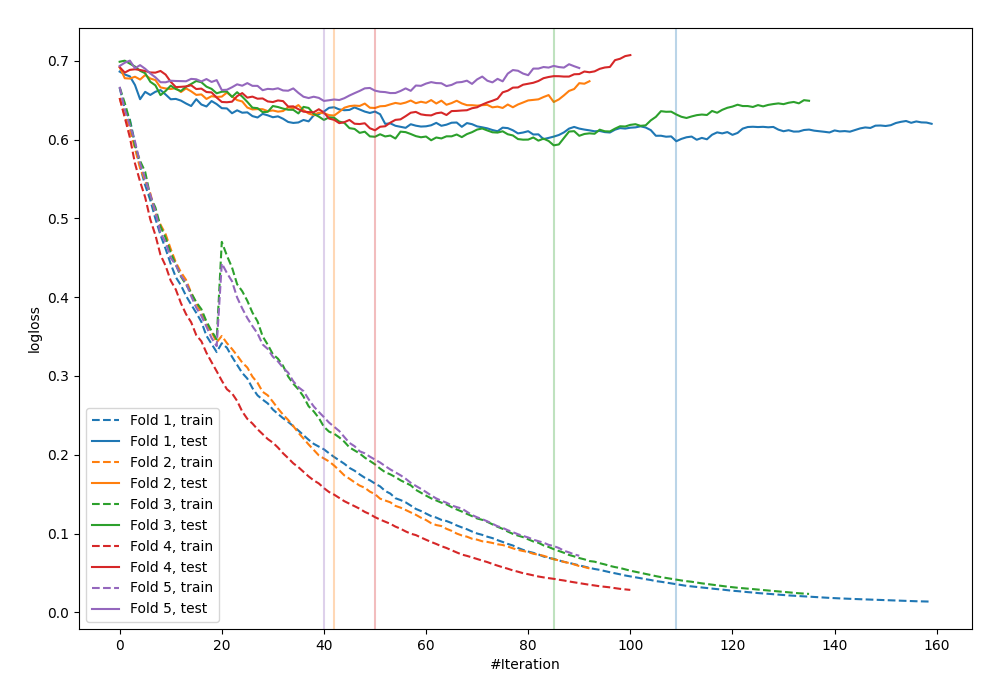 0.7
0.6
0.5
0.4
0.3
0.2
0.1
0.0
logloss
Fold 1, train
Fold 1, test
Fold 2, train
Fold 2, test
Fold 3, train
Fold 3, test
Fold 4, train
Fold 4, test
Fold 5, train
Fold 5, test
0 20 40 60 80 100 120 140 160
#Iteration